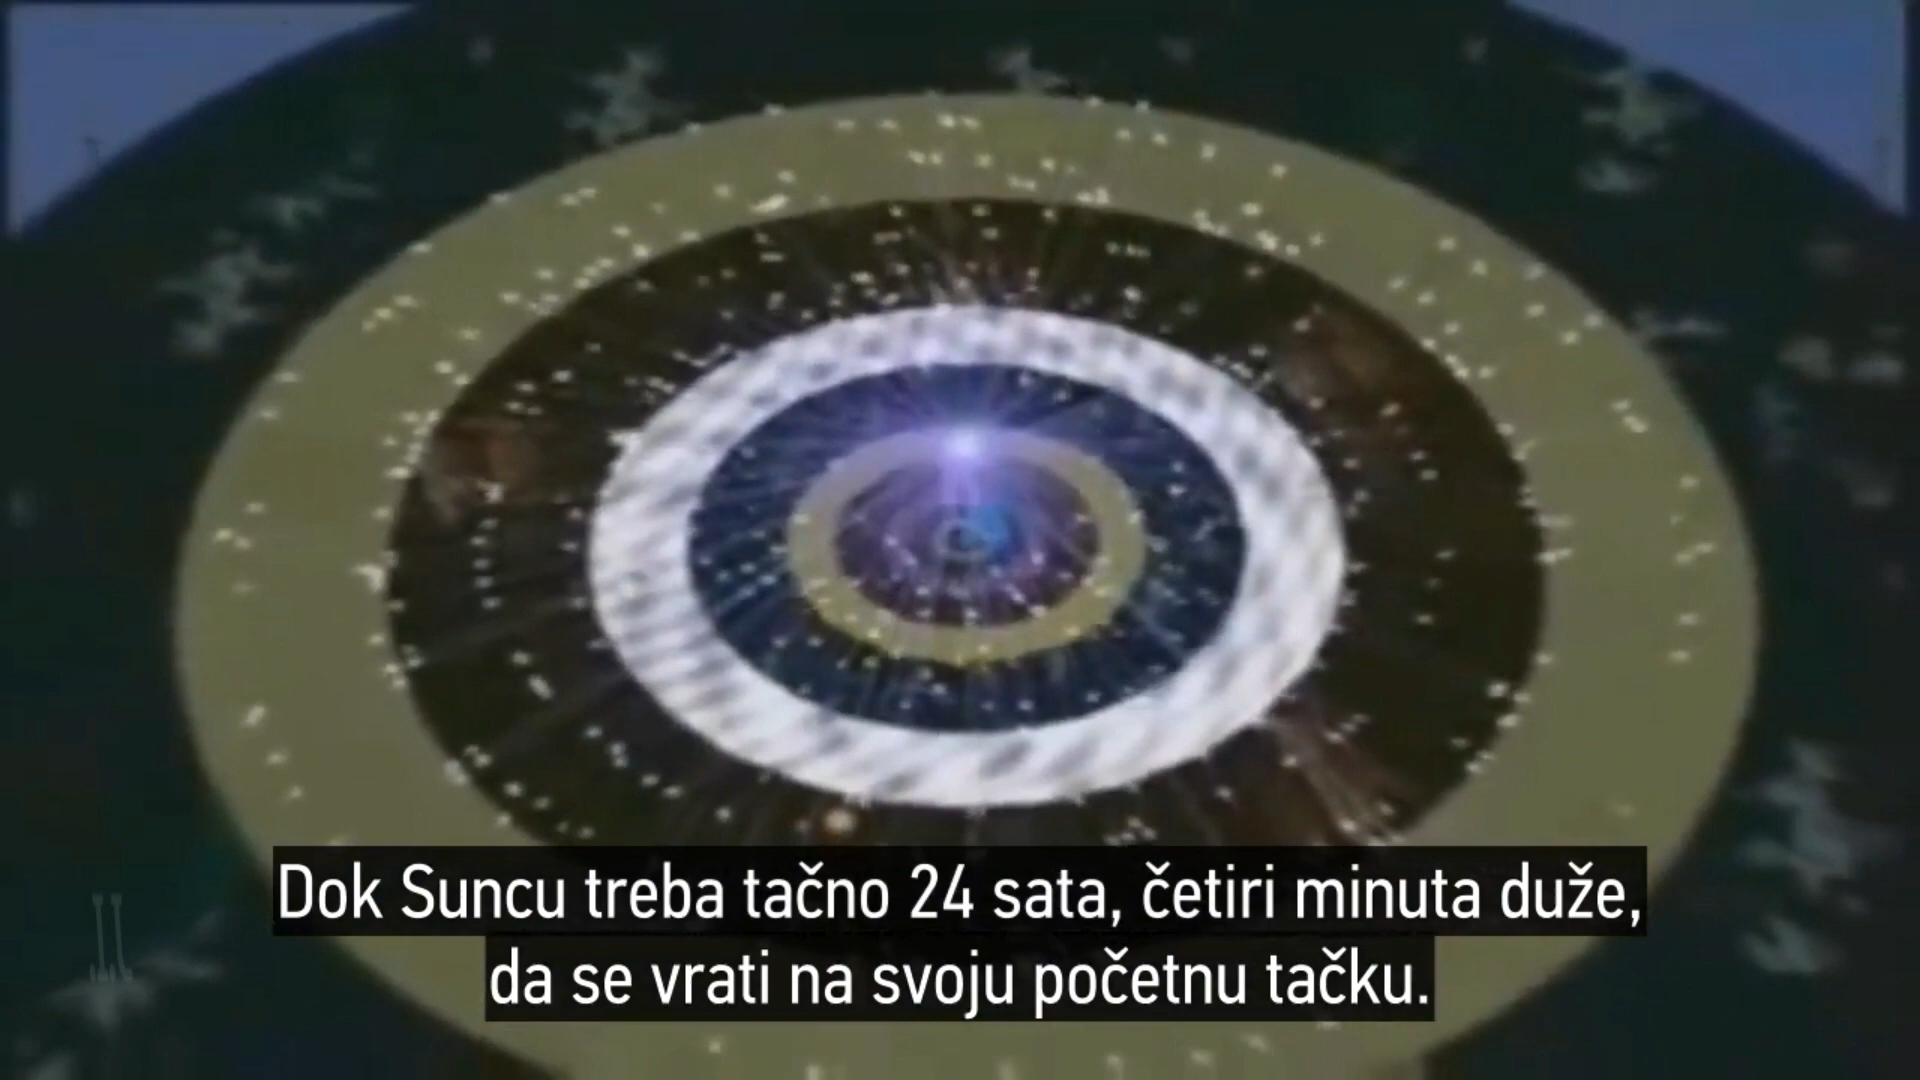 Dok Suncu treba tačno 24 sata, četiri minuta duže,
da se vrati na svoju početnu tačku.